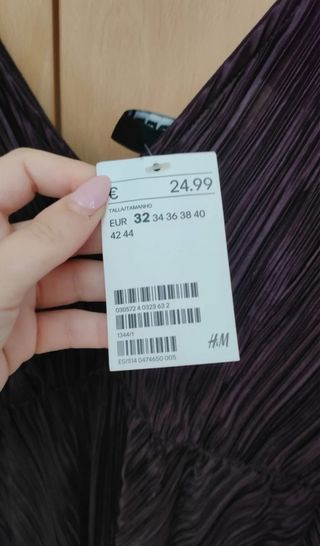 € 24.99
TALLA/TAMANHO
EUR 32 34 36 38 40
42 44
030572 4 0323 63 2
1344/1
H&M
ES/S14 0474650 005